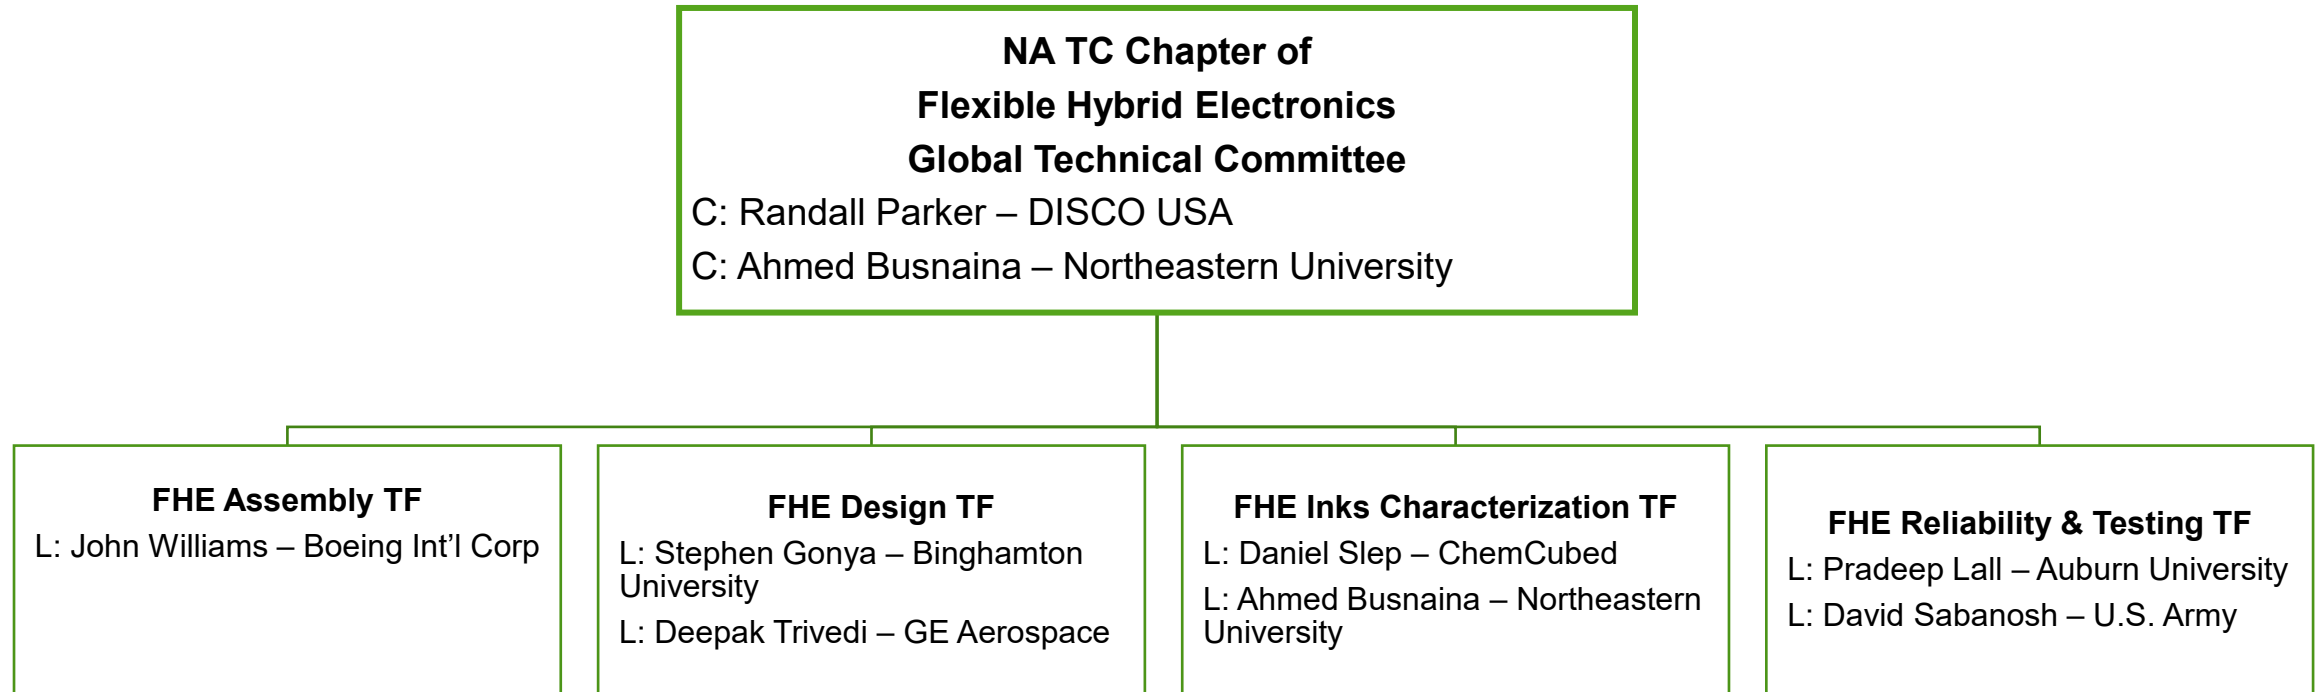 NA TC Chapter of
Flexible Hybrid Electronics
Global Technical Committee
C: Randall Parker – DISCO USA
C: Ahmed Busnaina – Northeastern University
FHE Assembly TF
L: John Williams – Boeing Int’l Corp
FHE Design TF
L: Stephen Gonya – Binghamton
University
L: Deepak Trivedi – GE Aerospace
FHE Inks Characterization TF
L: Daniel Slep – ChemCubed
L: Ahmed Busnaina – Northeastern
University
FHE Reliability & Testing TF
L: Pradeep Lall – Auburn University
L: David Sabanosh – U.S. Army